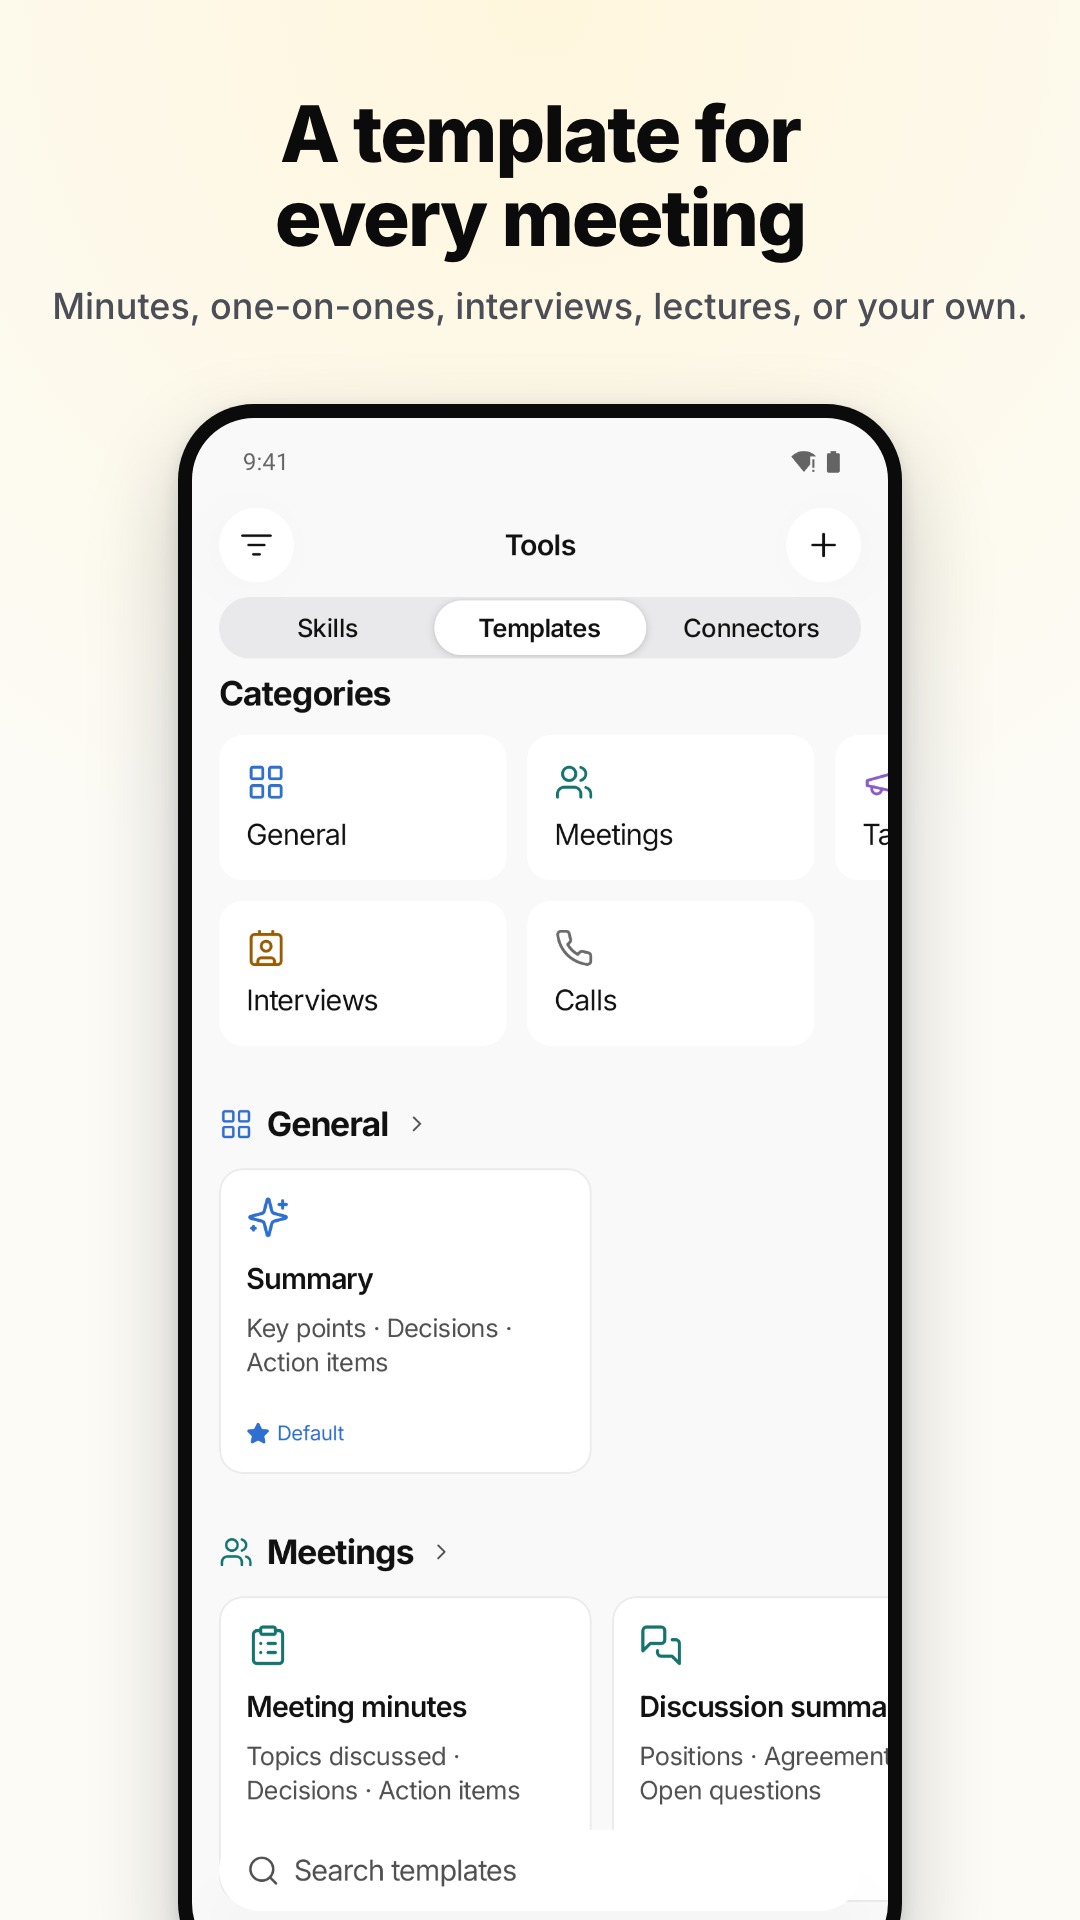 A template for
every meeting
Minutes, one-on-ones, interviews, lectures, or your own.
9:41
Tools
Skills
Templates
Connectors
Categories
General
Meetings
Ta
Interviews
Calls
General
Summary
Key points · Decisions ·
Action items
Default
Meetings
Meeting minutes
Topics discussed ·
Decisions · Action items
Discussion summa
Positions · Agreement
Open questions
Search templates